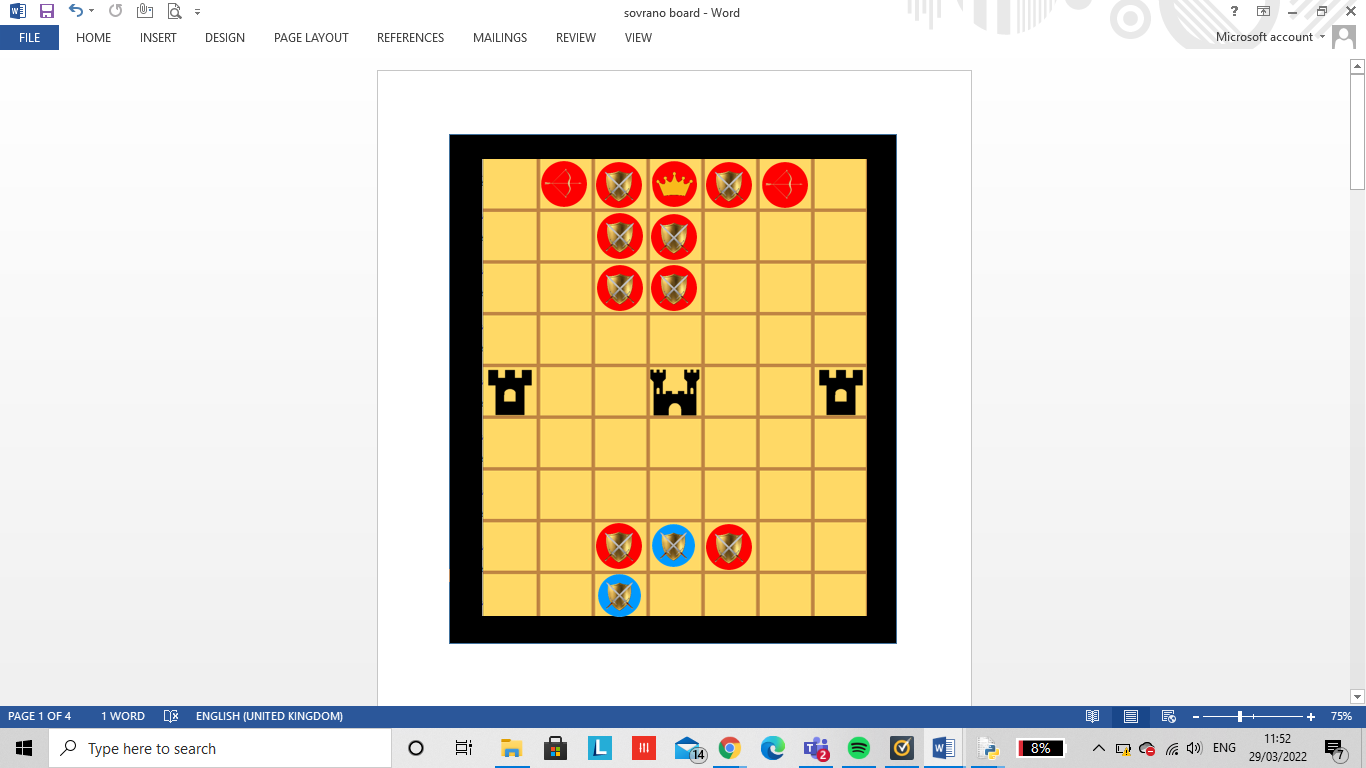 sovrano board - Word
?
FILE HOME INSERT DESIGN PAGE LAYOUT REFERENCES MAILINGS REVIEW VIEW
Microsoft account
PAGE 1 OF 4 1 WORD ENGLISH (UNITED KINGDOM) 75%
Type here to search
L
14
2
W
8%
ENG
11:52
29/03/2022
7